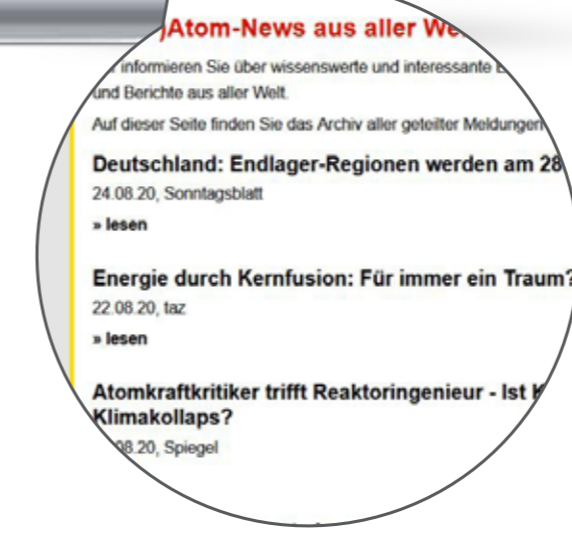 )Atom-News aus aller We
informieren Sie über wissenswerte und interessante
und Berichte aus aller Welt.
Auf dieser Seite finden Sie das Archiv aller geteilter Meldungen
Deutschland: Endlager-Regionen werden am 28
24.08.20, Sonntagsblatt
» lesen
Energie durch Kernfusion: Für immer ein Traum?
22.08.20, taz
» lesen
Atomkraftkritiker trifft Reaktoringenieur - Ist
Klimakollaps?
08.20, Spiegel